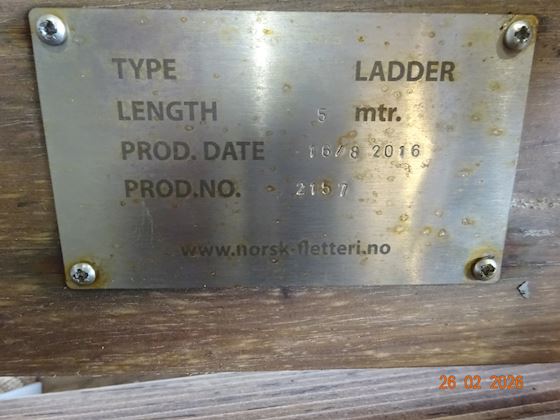 TYPE LADDER
LENGTH 5 mtr.
PROD. DATE 16/8 2016
PROD.NO. 2157
www.norsk-fletteri.no
26 02 2026